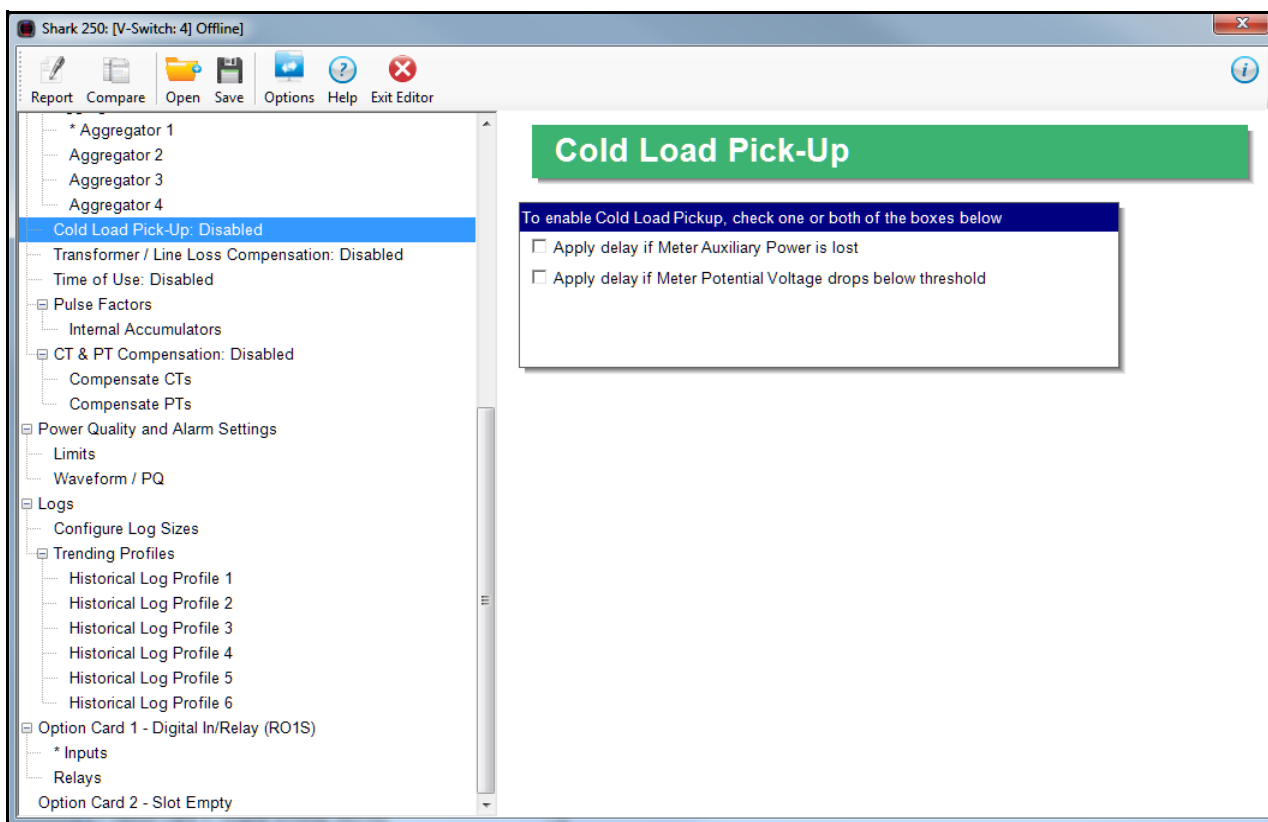 Shark 250: [V-Switch: 4] Offline]
Report Compare Open Save Options Help Exit Editor
* Aggregator 1
Aggregator 2
Aggregator 3
Aggregator 4
Cold Load Pick-Up: Disabled
Transformer / Line Loss Compensation: Disabled
Time of Use: Disabled
Pulse Factors
Internal Accumulators
CT & PT Compensation: Disabled
Compensate CTs
Compensate PTs
Power Quality and Alarm Settings
Limits
Waveform / PQ
Logs
Configure Log Sizes
Trending Profiles
Historical Log Profile 1
Historical Log Profile 2
Historical Log Profile 3
Historical Log Profile 4
Historical Log Profile 5
Historical Log Profile 6
Option Card 1 - Digital In/Relay (RO1S)
* Inputs
Relays
Option Card 2 - Slot Empty
Cold Load Pick-Up
To enable Cold Load Pickup, check one or both of the boxes below
Apply delay if Meter Auxiliary Power is lost
Apply delay if Meter Potential Voltage drops below threshold